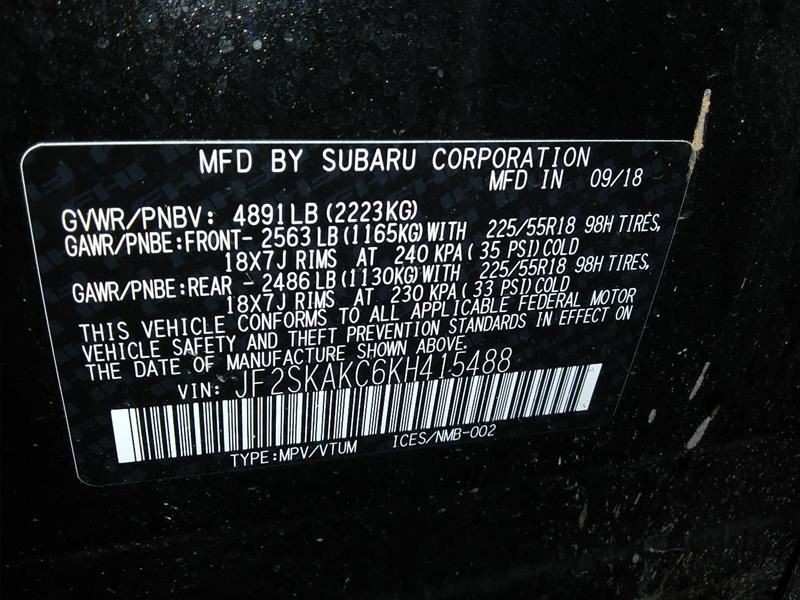 MFD BY SUBARU CORPORATION
MFD IN 09/18
GVWR/PNBV: 4891LB(2223KG)
GAWR/PNBE:FRONT-2563LB(1165KG)WITH 225/55R18 98H TIRES,
18X7J RIMS AT 240 KPA(35 PSI)COLD
GAWR/PNBE:REAR -2486LB(1130KG)WITH 225/55R18 98H TIRES,
18X7J RIMS AT 230 KPA(33 PSI)COLD
THIS VEHICLE CONFORMS TO ALL APPLICABLE FEDERAL MOTOR
VEHICLE SAFETY AND THEFT PREVENTION STANDARDS IN EFFECT ON
THE DATE OF MANUFACTURE SHOWN ABOVE.
VIN: JF2SKAKC6KH415488
TYPE:MPV/VTUM ICES/NMB-002